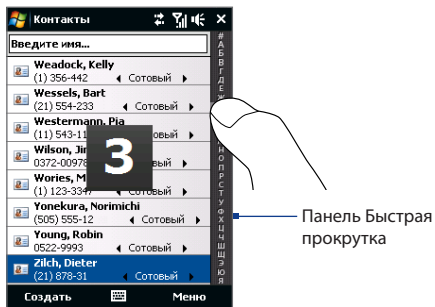 Контакты
Введите имя...
Weadock, Kelly
(1) 356-442 Сотовый
Wessels, Bart
(21) 554-233 Сотовый
Westermann, Pia
(11) 543-11
Wilson, Ji
0372-00978
Wories, M
(1) 123-3347 Сотовый
Yonekura, Norimichi
(505) 555-12 Сотовый
Young, Robin
0522-9993 Сотовый
Zilch, Dieter
(21) 878-31 Сотовый
3
#
А
Б
В
Г
Д
Е
Ж
Н
О
П
Р
С
Т
У
Ф
Х
Ц
Ч
Ш
Щ
Э
Ю
Я
Создать Меню
Панель Быстрая
прокрутка